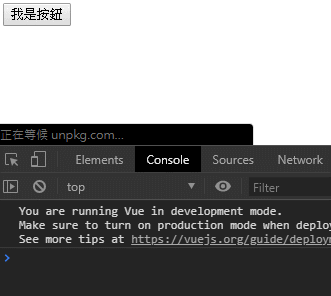 我是按鈕
正在等候 unpkg.com...
Elements Console Sources Network
top Filter
You are running Vue in development mode.
Make sure to turn on production mode when deploy
See more tips at https://vuejs.org/guide/deploym